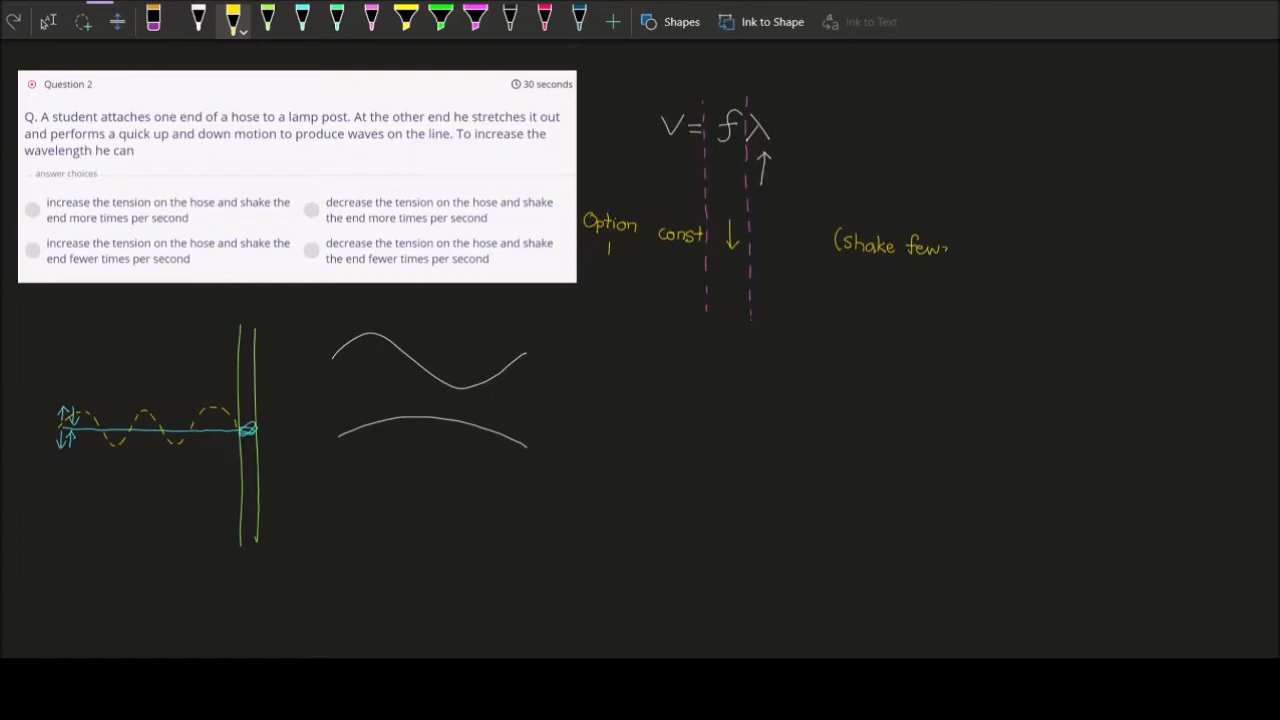 Shapes
Ink to Shape
Ink to Text
Question 2
30 seconds
Q. A student attaches one end of a hose to a lamp post. At the other end he stretches it out
and performs a quick up and down motion to produce waves on the line. To increase the
wavelength he can
answer choices
increase the tension on the hose and shake the
end more times per second
decrease the tension on the hose and shake
the end more times per second
increase the tension on the hose and shake the
end fewer times per second
decrease the tension on the hose and shake
the end fewer times per second
V = f λ
↑
Option
1
const ↓ (shake few